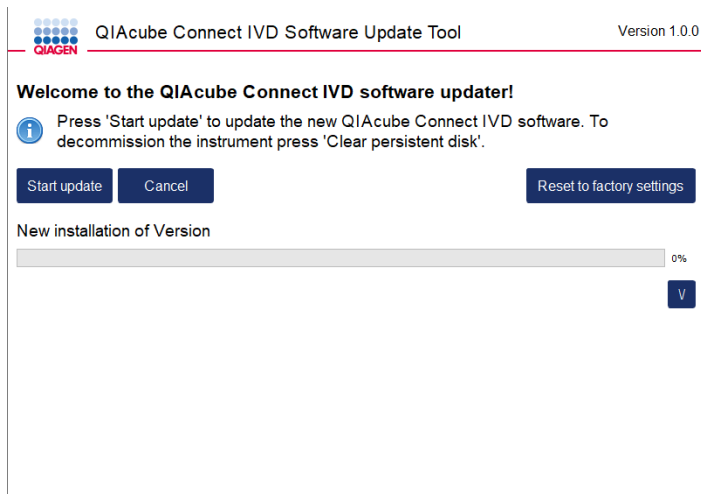 QIAGEN
QIAcube Connect IVD Software Update Tool
Version 1.0.0
Welcome to the QIAcube Connect IVD software updater!
Press 'Start update' to update the new QIAcube Connect IVD software. To
decommission the instrument press 'Clear persistent disk'.
Start update
Cancel
Reset to factory settings
New installation of Version
0%
V